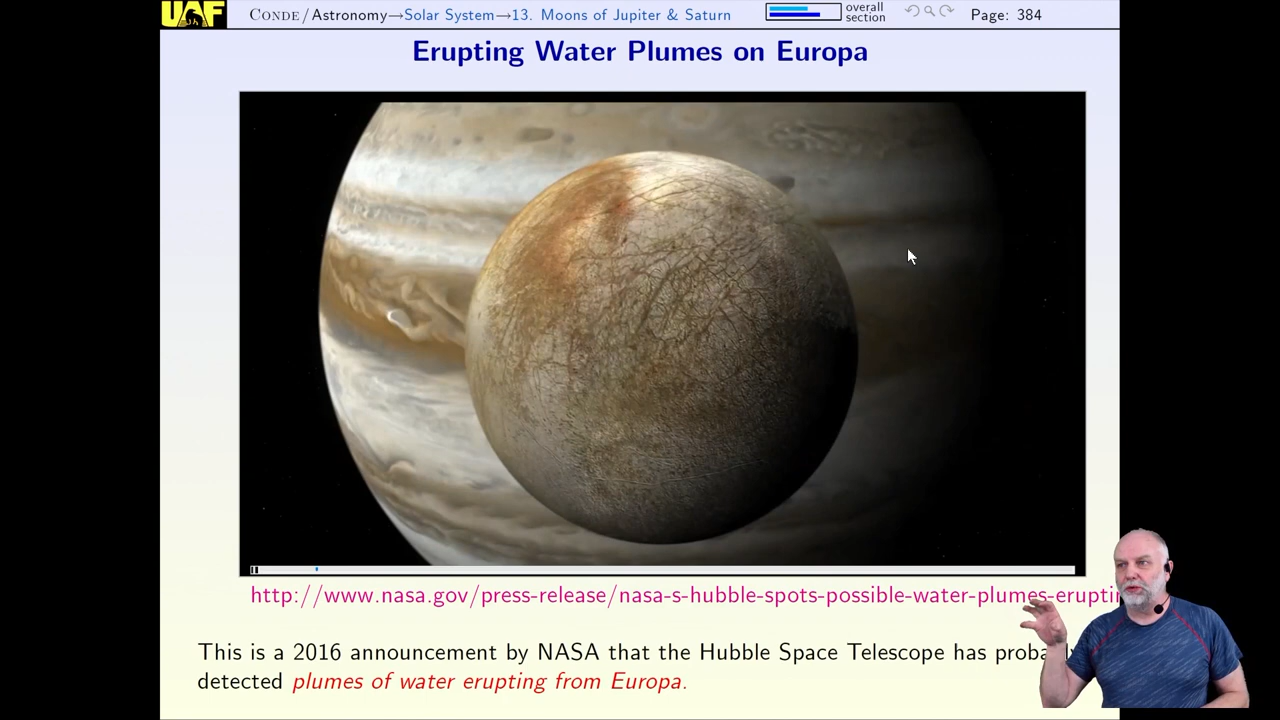 UAF
CONDE/Astronomy→Solar System→13. Moons of Jupiter & Saturn
overall
section
Page: 384
Erupting Water Plumes on Europa
http://www.nasa.gov/press-release/nasa-s-hubble-spots-possible-water-plumes-erupti
This is a 2016 announcement by NASA that the Hubble Space Telescope has
detected plumes of water erupting from Europa.